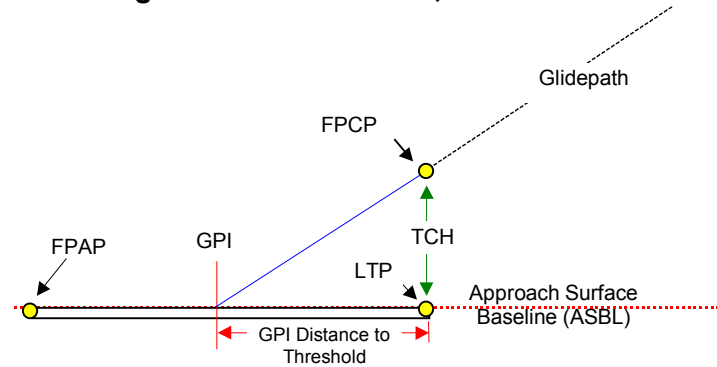 Glidepath
FPCP
GPI
TCH
FPAP
LTP
Approach Surface
Baseline (ASBL)
GPI Distance to
Threshold